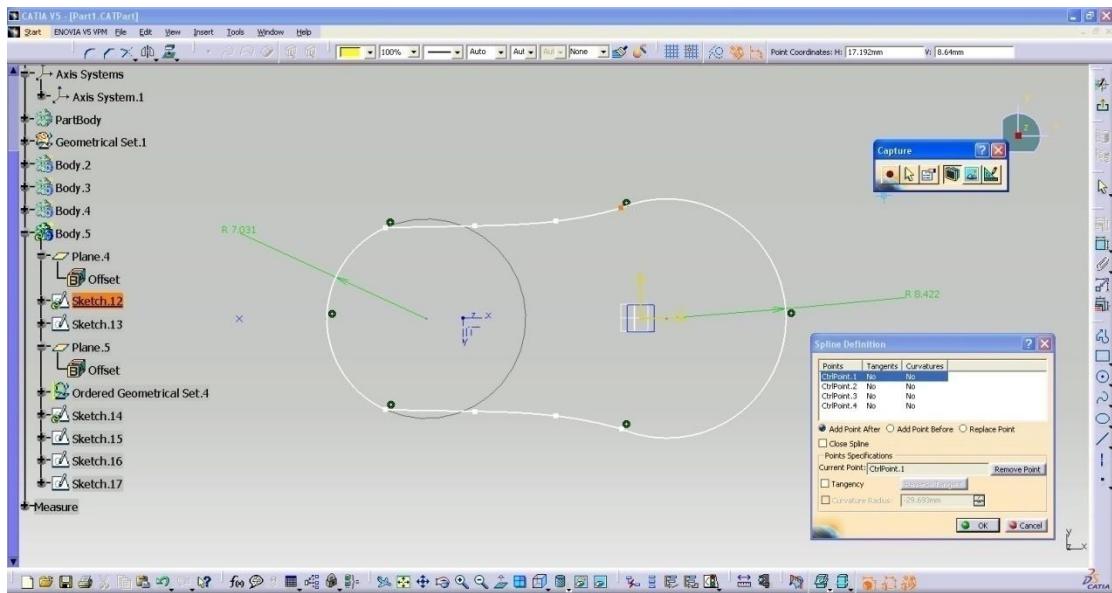 CATIA V5 - [Part1.CATPart]
Start ENOVIA V5 VPM File Edit View Insert Tools Window Help
100% Auto Aut Aut None Point Coordinates: H: 17.192mm V: 8.64mm
Axis Systems
Axis System.1
PartBody
Geometrical Set.1
Body.2
Body.3
Body.4
Body.5
Plane.4
Offset
Sketch.12
Sketch.13
Plane.5
Offset
Ordered Geometrical Set.4
Sketch.14
Sketch.15
Sketch.16
Sketch.17
Measure
R 7.031
R 8.422
z x
y
z
Capture
Spline Definition
Points Tangents Curvatures
CtrlPoint.1 No No
CtrlPoint.2 No No
CtrlPoint.3 No No
CtrlPoint.4 No No
Add Point After Add Point Before Replace Point
Close Spline
Points Specifications
Current Point: CtrlPoint.1 Remove Point
Tangency Reverse Tangent
Curvature Radius: -29.693mm
OK Cancel
y
z x
f(x)
CATIA